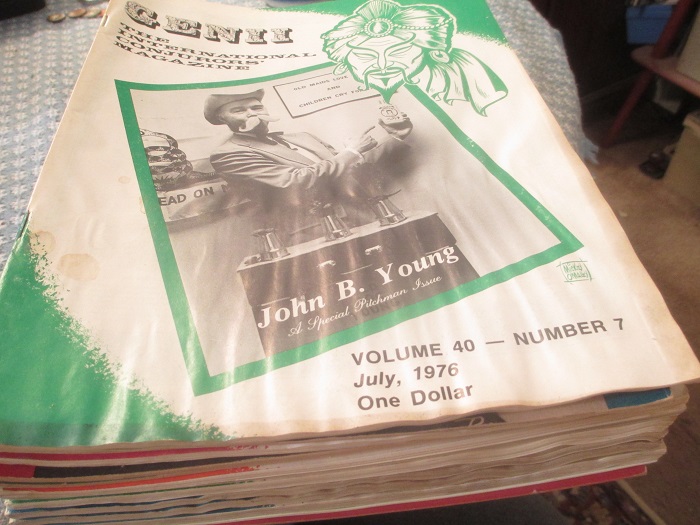 GENII
THE
INTERNATIONAL
CONJURORS'
MAGAZINE
OLD MAIDS LOVE
AND
CHILDREN CRY FOR
EAD ON
John B. Young
A Special Pitchman Issue
VOLUME 40 — NUMBER 7
July, 1976
One Dollar